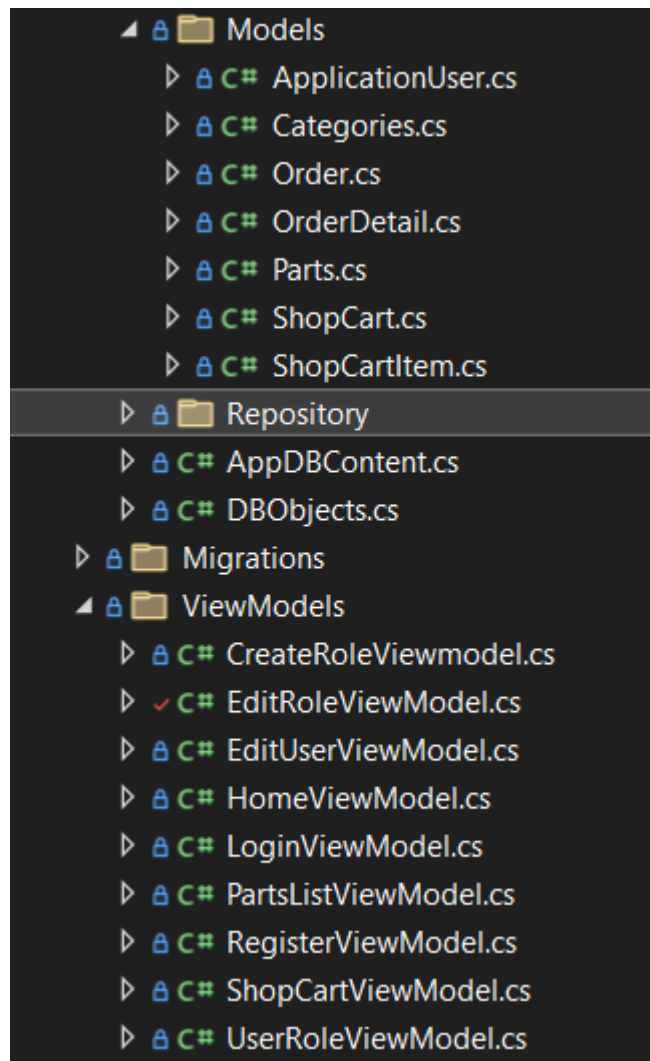 Models
C# ApplicationUser.cs
C# Categories.cs
C# Order.cs
C# OrderDetail.cs
C# Parts.cs
C# ShopCart.cs
C# ShopCartItem.cs
Repository
C# AppDBContent.cs
C# DBObjects.cs
Migrations
ViewModels
C# CreateRoleViewmodel.cs
C# EditRoleViewModel.cs
C# EditUserViewModel.cs
C# HomeViewModel.cs
C# LoginViewModel.cs
C# PartsListViewModel.cs
C# RegisterViewModel.cs
C# ShopCartViewModel.cs
C# UserRoleViewModel.cs